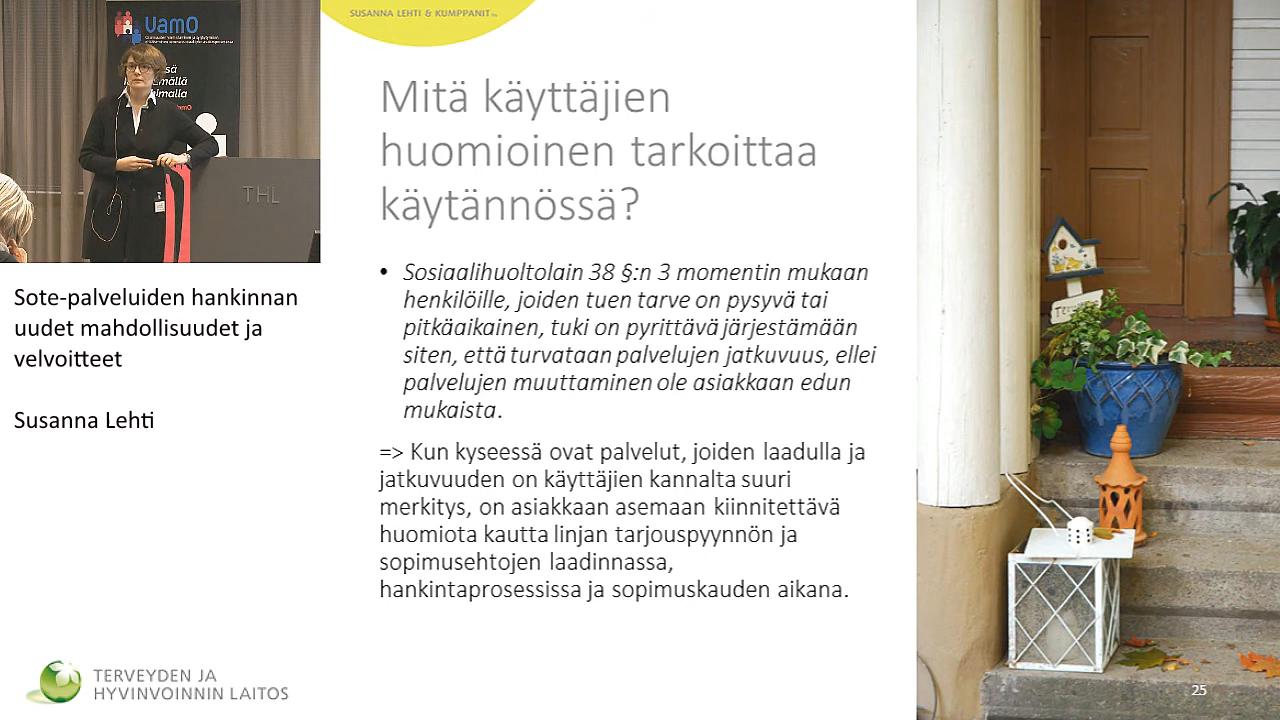 VamO
THL
Sote-palveluiden hankinnan
uudet mahdollisuudet ja
velvoitteet
Susanna Lehti
TERVEYDEN JA
HYVINVOINNIN LAITOS
SUSANNA LEHTI & KUMPPANIT
Mitä käyttäjien
huomioinen tarkoittaa
käytännössä?
• Sosiaalihuoltolain 38 §:n 3 momentin mukaan
henkilöille, joiden tuen tarve on pysyvä tai
pitkäaikainen, tuki on pyrittävä järjestämään
siten, että turvataan palvelujen jatkuvuus, ellei
palvelujen muuttaminen ole asiakkaan edun
mukaista.
=> Kun kyseessä ovat palvelut, joiden laadulla ja
jatkuvuuden on käyttäjien kannalta suuri
merkitys, on asiakkaan asemaan kiinnitettävä
huomiota kautta linjan tarjouspyynnön ja
sopimusehtojen laadinnassa,
hankintaprosessissa ja sopimuskauden aikana.
25